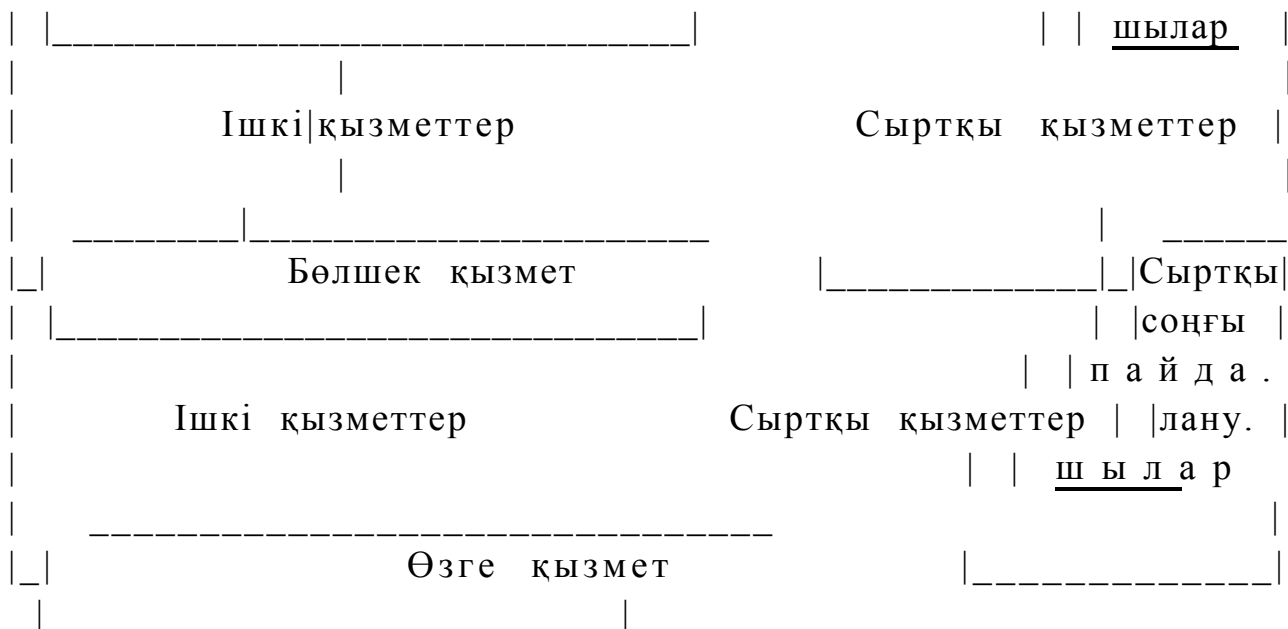 шылар
Ішкі қызметтер Сыртқы қызметтер
Бөлшек қызмет Сыртқы
соңғы
пайда.
Ішкі қызметтер Сыртқы қызметтер лану.
шылар
Өзге қызмет